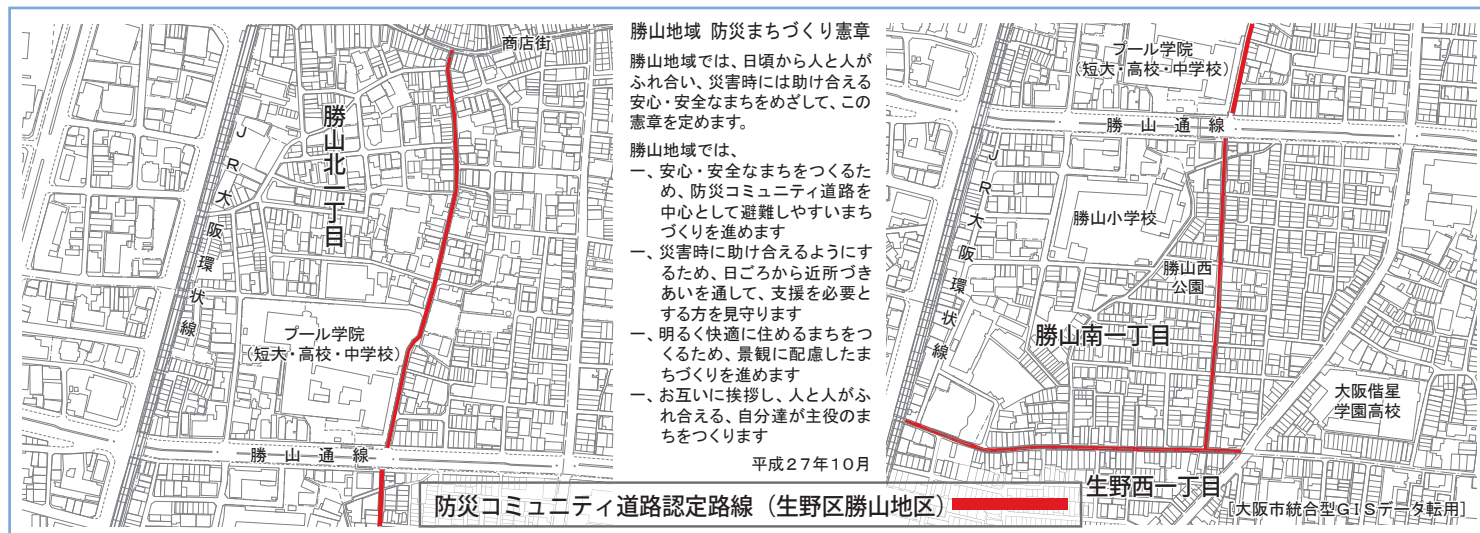 商店街
勝山北一丁目
JR大阪環状線
プール学院
(短大・高校・中学校)
勝山通線
勝山地域 防災まちづくり憲章
勝山地域では、日頃から人と人が
ふれ合い、災害時には助け合える
安心・安全なまちをめざして、この
憲章を定めます。
勝山地域では、
一、安心・安全なまちをつくるた
め、防災コミュニティ道路を
中心として避難しやすいまち
づくりを進めます
一、災害時に助け合えるようにす
るため、日ごろから近所づき
あいを通して、支援を必要と
する方を見守ります
一、明るく快適に住めるまちをつ
くるため、景観に配慮したま
ちづくりを進めます
一、お互いに挨拶し、人と人がふ
れ合える、自分達が主役のま
ちをつくります
平成27年10月
プール学院
(短大・高校・中学校)
勝山通線
JR大阪環状線
勝山小学校
勝山西
公園
勝山南一丁目
大阪偕星
学園高校
生野西一丁目
防災コミュニティ道路認定路線(生野区勝山地区)
[大阪市統合型GISデータ転用]